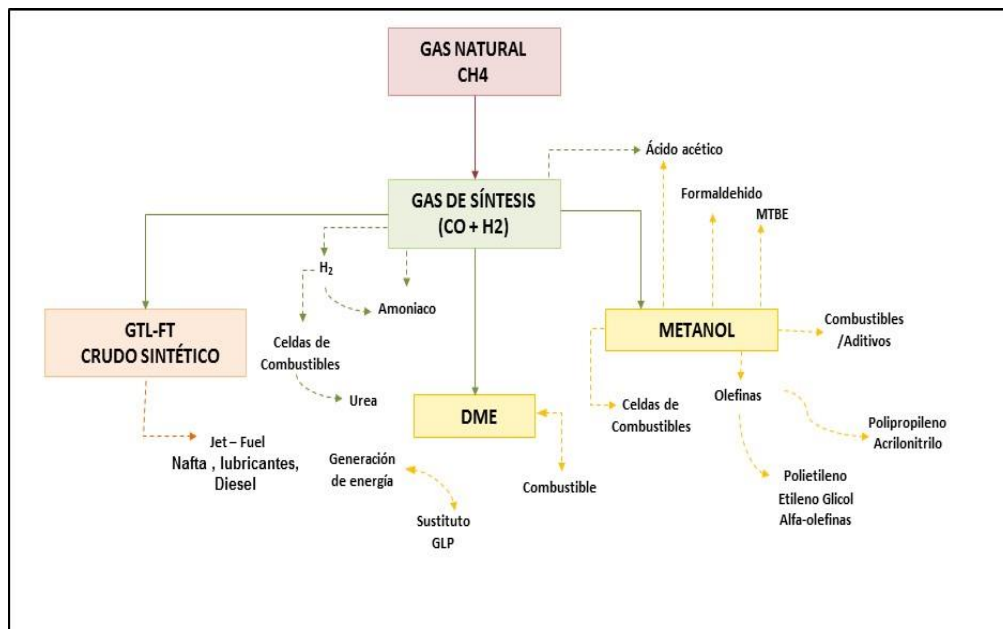 GAS NATURAL
CH4
Ácido acético
GAS DE SÍNTESIS
(CO + H2)
Formaldehido
MTBE
H₂
Amoniaco
GTL-FT
CRUDO SINTÉTICO
Celdas de
Combustibles
Urea
METANOL
Combustibles
/Aditivos
Olefinas
DME
Celdas de
Combustibles
Polipropileno
Acrilonitrilo
Jet – Fuel
Nafta , lubricantes,
Diesel
Generación
de energía
Combustible
Polietileno
Etileno Glicol
Alfa-olefinas
Sustituto
GLP